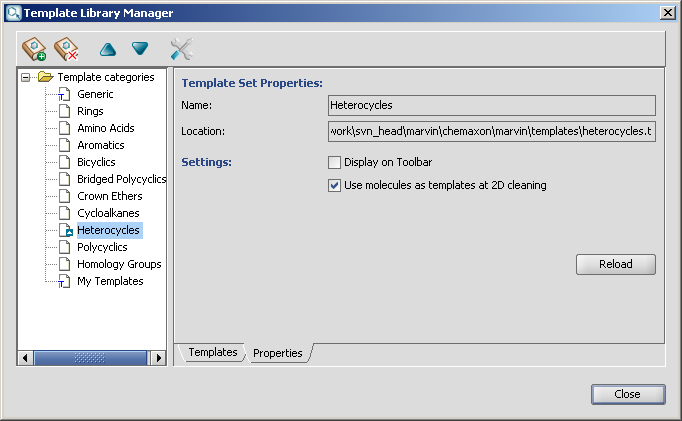 Template Library Manager
Template categories
Generic
Rings
Amino Acids
Aromatics
Bicyclics
Bridged Polycyclics
Crown Ethers
Cycloalkanes
Heterocycles
Polycyclics
Homology Groups
My Templates
Template Set Properties:
Name: Heterocycles
Location: work\svn_head\marvin\chemaxon\marvin\templates\heterocycles.t
Settings: Display on Toolbar
Use molecules as templates at 2D cleaning
Reload
Templates Properties
Close